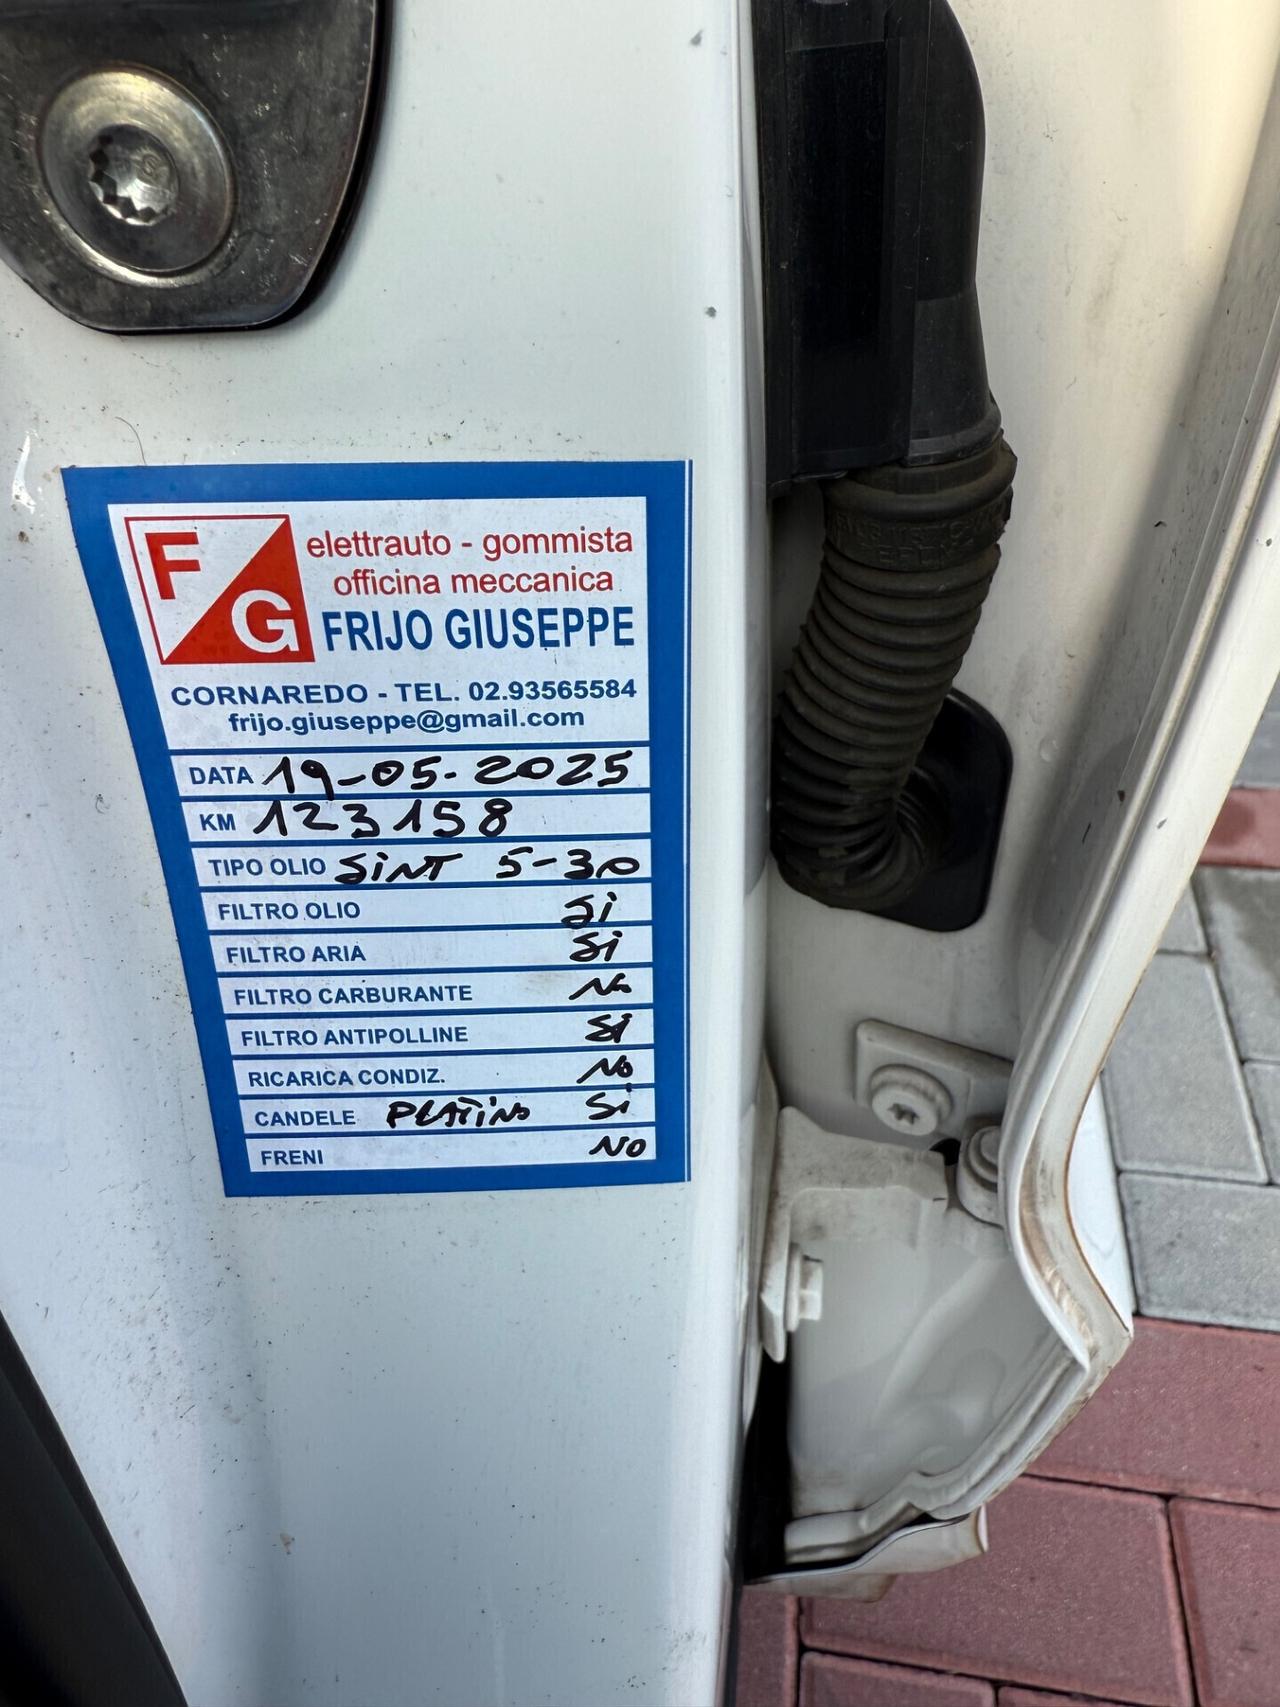 FG
elettrauto - gommista
officina meccanica
FRIJO GIUSEPPE
CORNAREDO - TEL. 02.93565584
frijo.giuseppe@gmail.com
DATA 19-05-2025
KM 123158
TIPO OLIO SiNT 5-30
FILTRO OLIO Si
FILTRO ARIA Si
FILTRO CARBURANTE No
FILTRO ANTIPOLLINE Si
RICARICA CONDIZ. No
CANDELE PLATiNO Si
FRENI NO